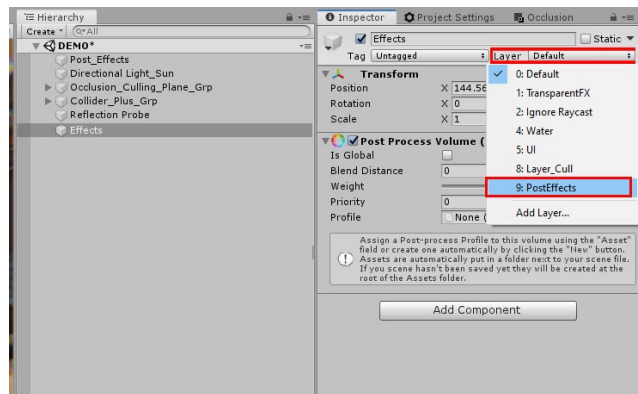 Hierarchy
Create
All
DEMO*
Post_Effects
Directional Light_Sun
Occlusion_Culling_Plane_Grp
Collider_Plus_Grp
Reflection Probe
Effects
Inspector Project Settings Occlusion
Effects Static
Tag Untagged Layer Default
Transform
Position X 144.56
Rotation X 0
Scale X 1
0: Default
1: TransparentFX
2: Ignore Raycast
4: Water
5: UI
8: Layer_Cull
9: PostEffects
Add Layer...
Post Process Volume (
Is Global
Blend Distance 0
Weight
Priority 0
Profile None (
Assign a Post-process Profile to this volume using the "Asset"
field or create one automatically by clicking the "New" button.
Assets are automatically put in a folder next to your scene file.
If you scene hasn't been saved yet they will be created at the
root of the Assets folder.
Add Component